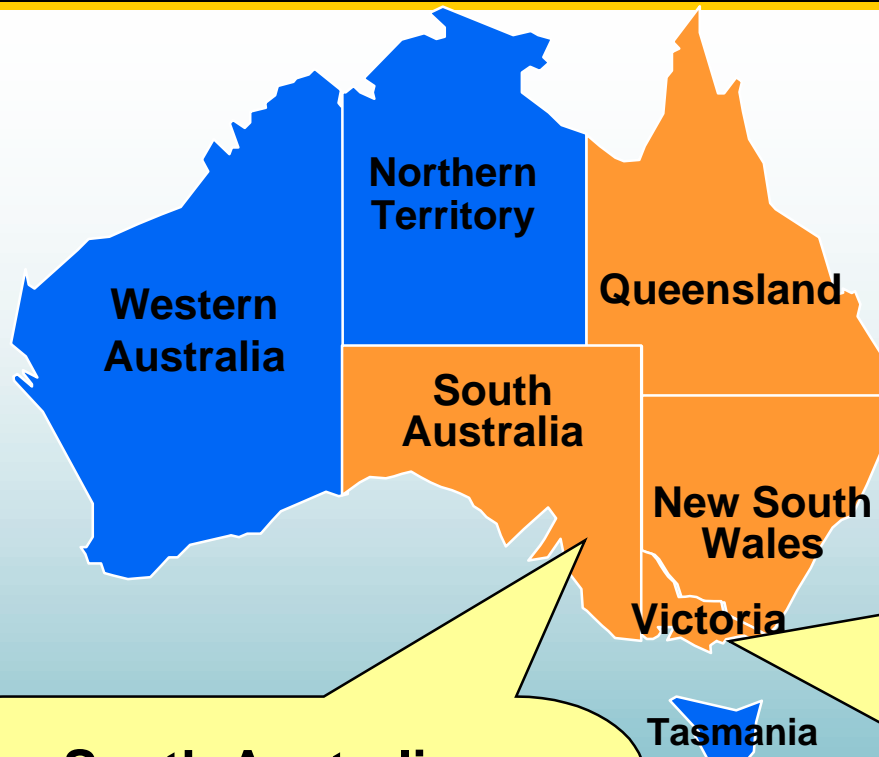 Northern
Territory
Western
Australia
Queensland
South
Australia
New South
Wales
Victoria
Tasmania